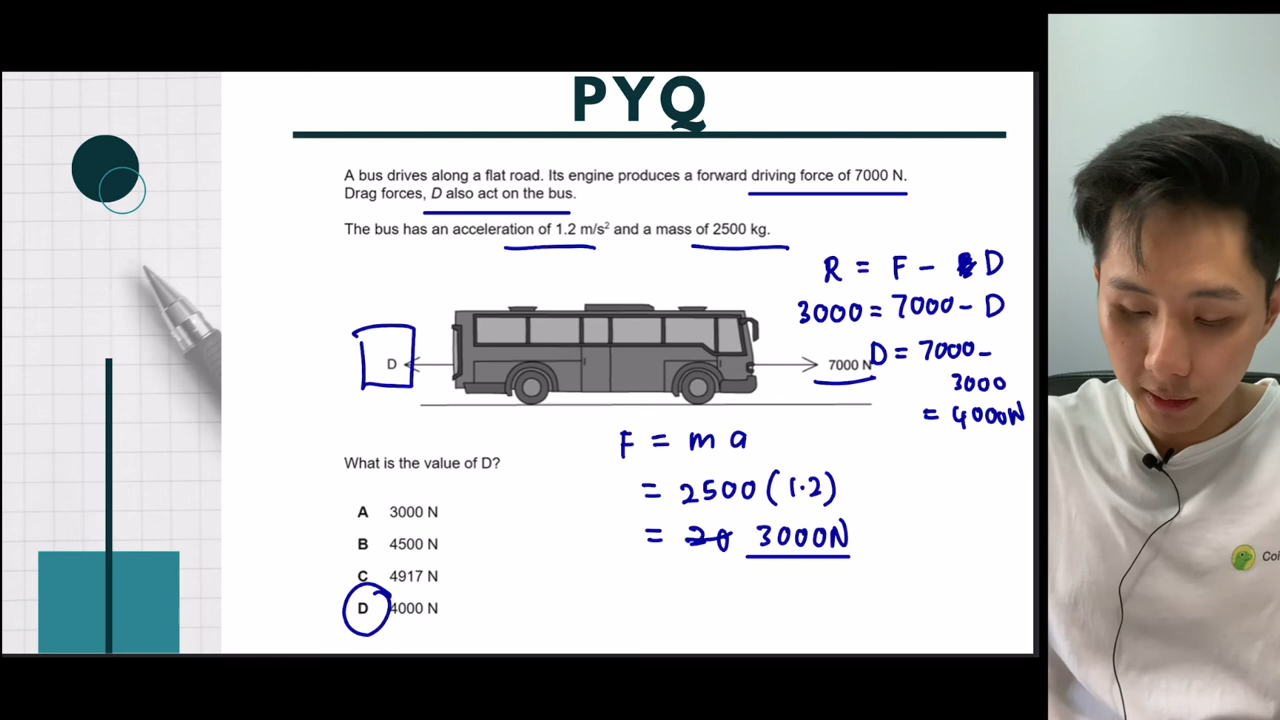 PYQ
A bus drives along a flat road. Its engine produces a forward driving force of 7000 N.
Drag forces, D also act on the bus.
The bus has an acceleration of 1.2 m/s² and a mass of 2500 kg.
R = F - D
3000 = 7000 - D
D = 7000 -
3000
= 4000N
D
7000 N
F = m a
= 2500 (1.2)
= 3000N
What is the value of D?
A 3000 N
B 4500 N
C 4917 N
D 4000 N